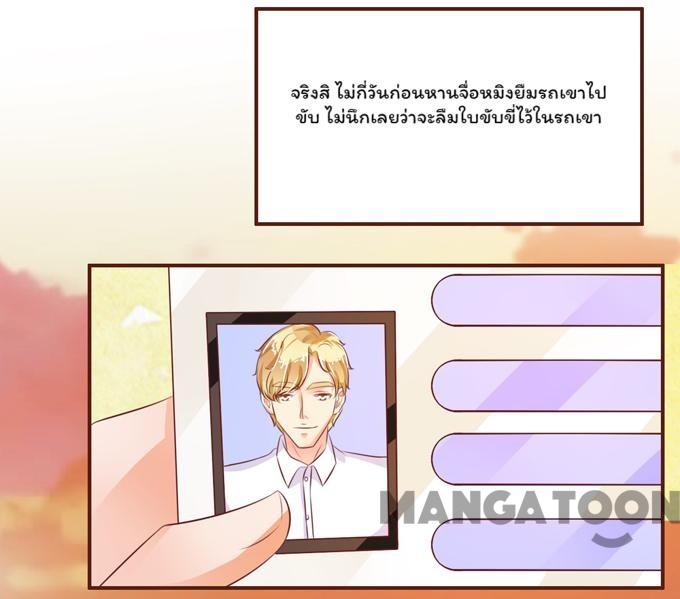 จริงสิ ไม่กี่วันก่อนหานจื่อหมิงยืมรถเขาไป
ขับ ไม่นึกเลยว่าจะลืมใบขับขี่ไว้ในรถเขา
MANGATOON